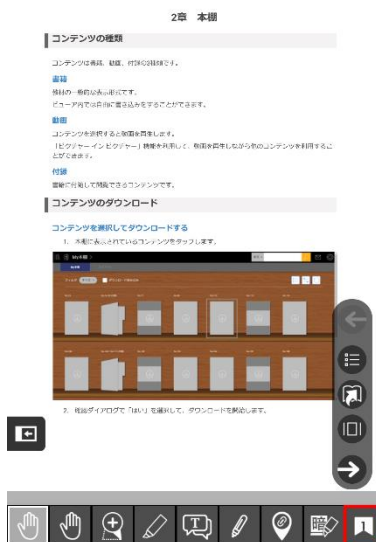 2章 本棚
コンテンツの種類
コンテンツは書籍、動画、付録の3種類です。
書籍
教材の一般的な表示形式です。
ビューア内では自由に書き込みをすることができます。
動画
コンテンツを選択すると動画を再生します。
「ピクチャーインピクチャー」機能を利用して、動画を再生しながら他のコンテンツを利用するこ
とができます。
付録
書籍に付随して閲覧できるコンテンツです。
コンテンツのダウンロード
コンテンツを選択してダウンロードする
1. 本棚に表示されているコンテンツをタップします。
My本棚
2. 確認ダイアログで「はい」を選択して、ダウンロードを開始します。
T
1